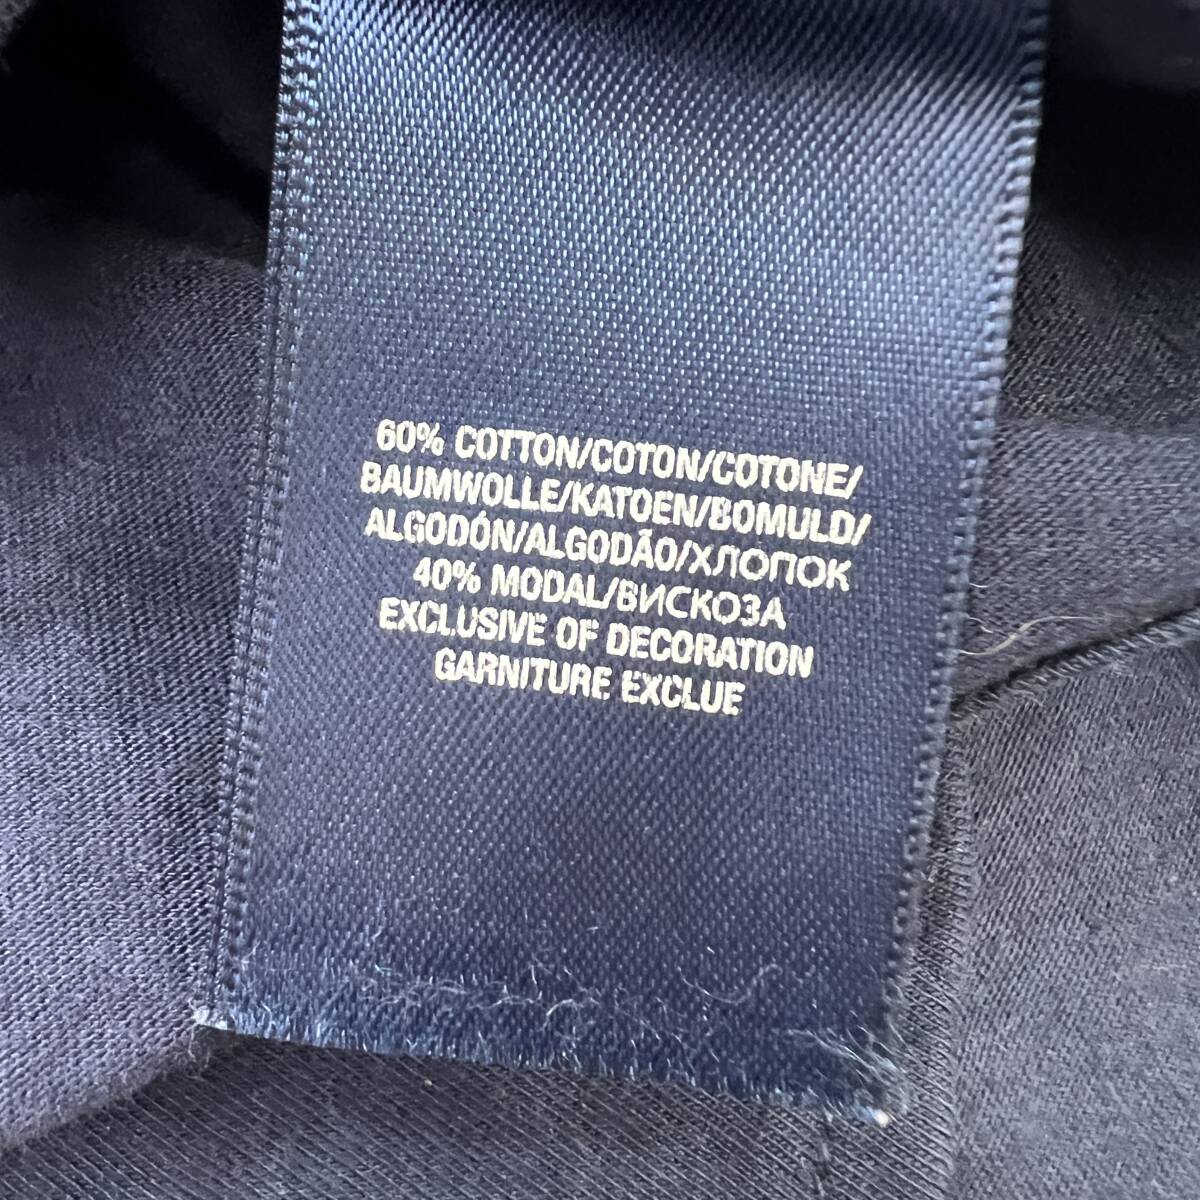 60% COTTON/COTON/COTONE/
BAUMWOLLE/KATOEN/BOMULD/
ALGODÓN/ALGODÃO/ХЛОПОК
40% MODAL/ВИСКОЗА
EXCLUSIVE OF DECORATION
GARNITURE EXCLUE